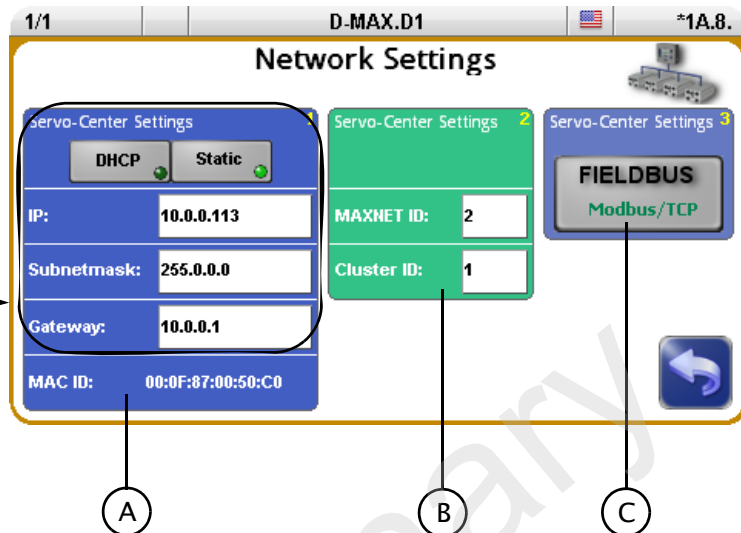 1/1 D-MAX.D1 *1A.8.
Network Settings
Servo-Center Settings 1
DHCP Static
IP: 10.0.0.113
Subnetmask: 255.0.0.0
Gateway: 10.0.0.1
MAC ID: 00:0F:87:00:50:C0
Servo-Center Settings 2
MAXNET ID: 2
Cluster ID: 1
Servo-Center Settings 3
FIELDBUS
Modbus/TCP
A B C